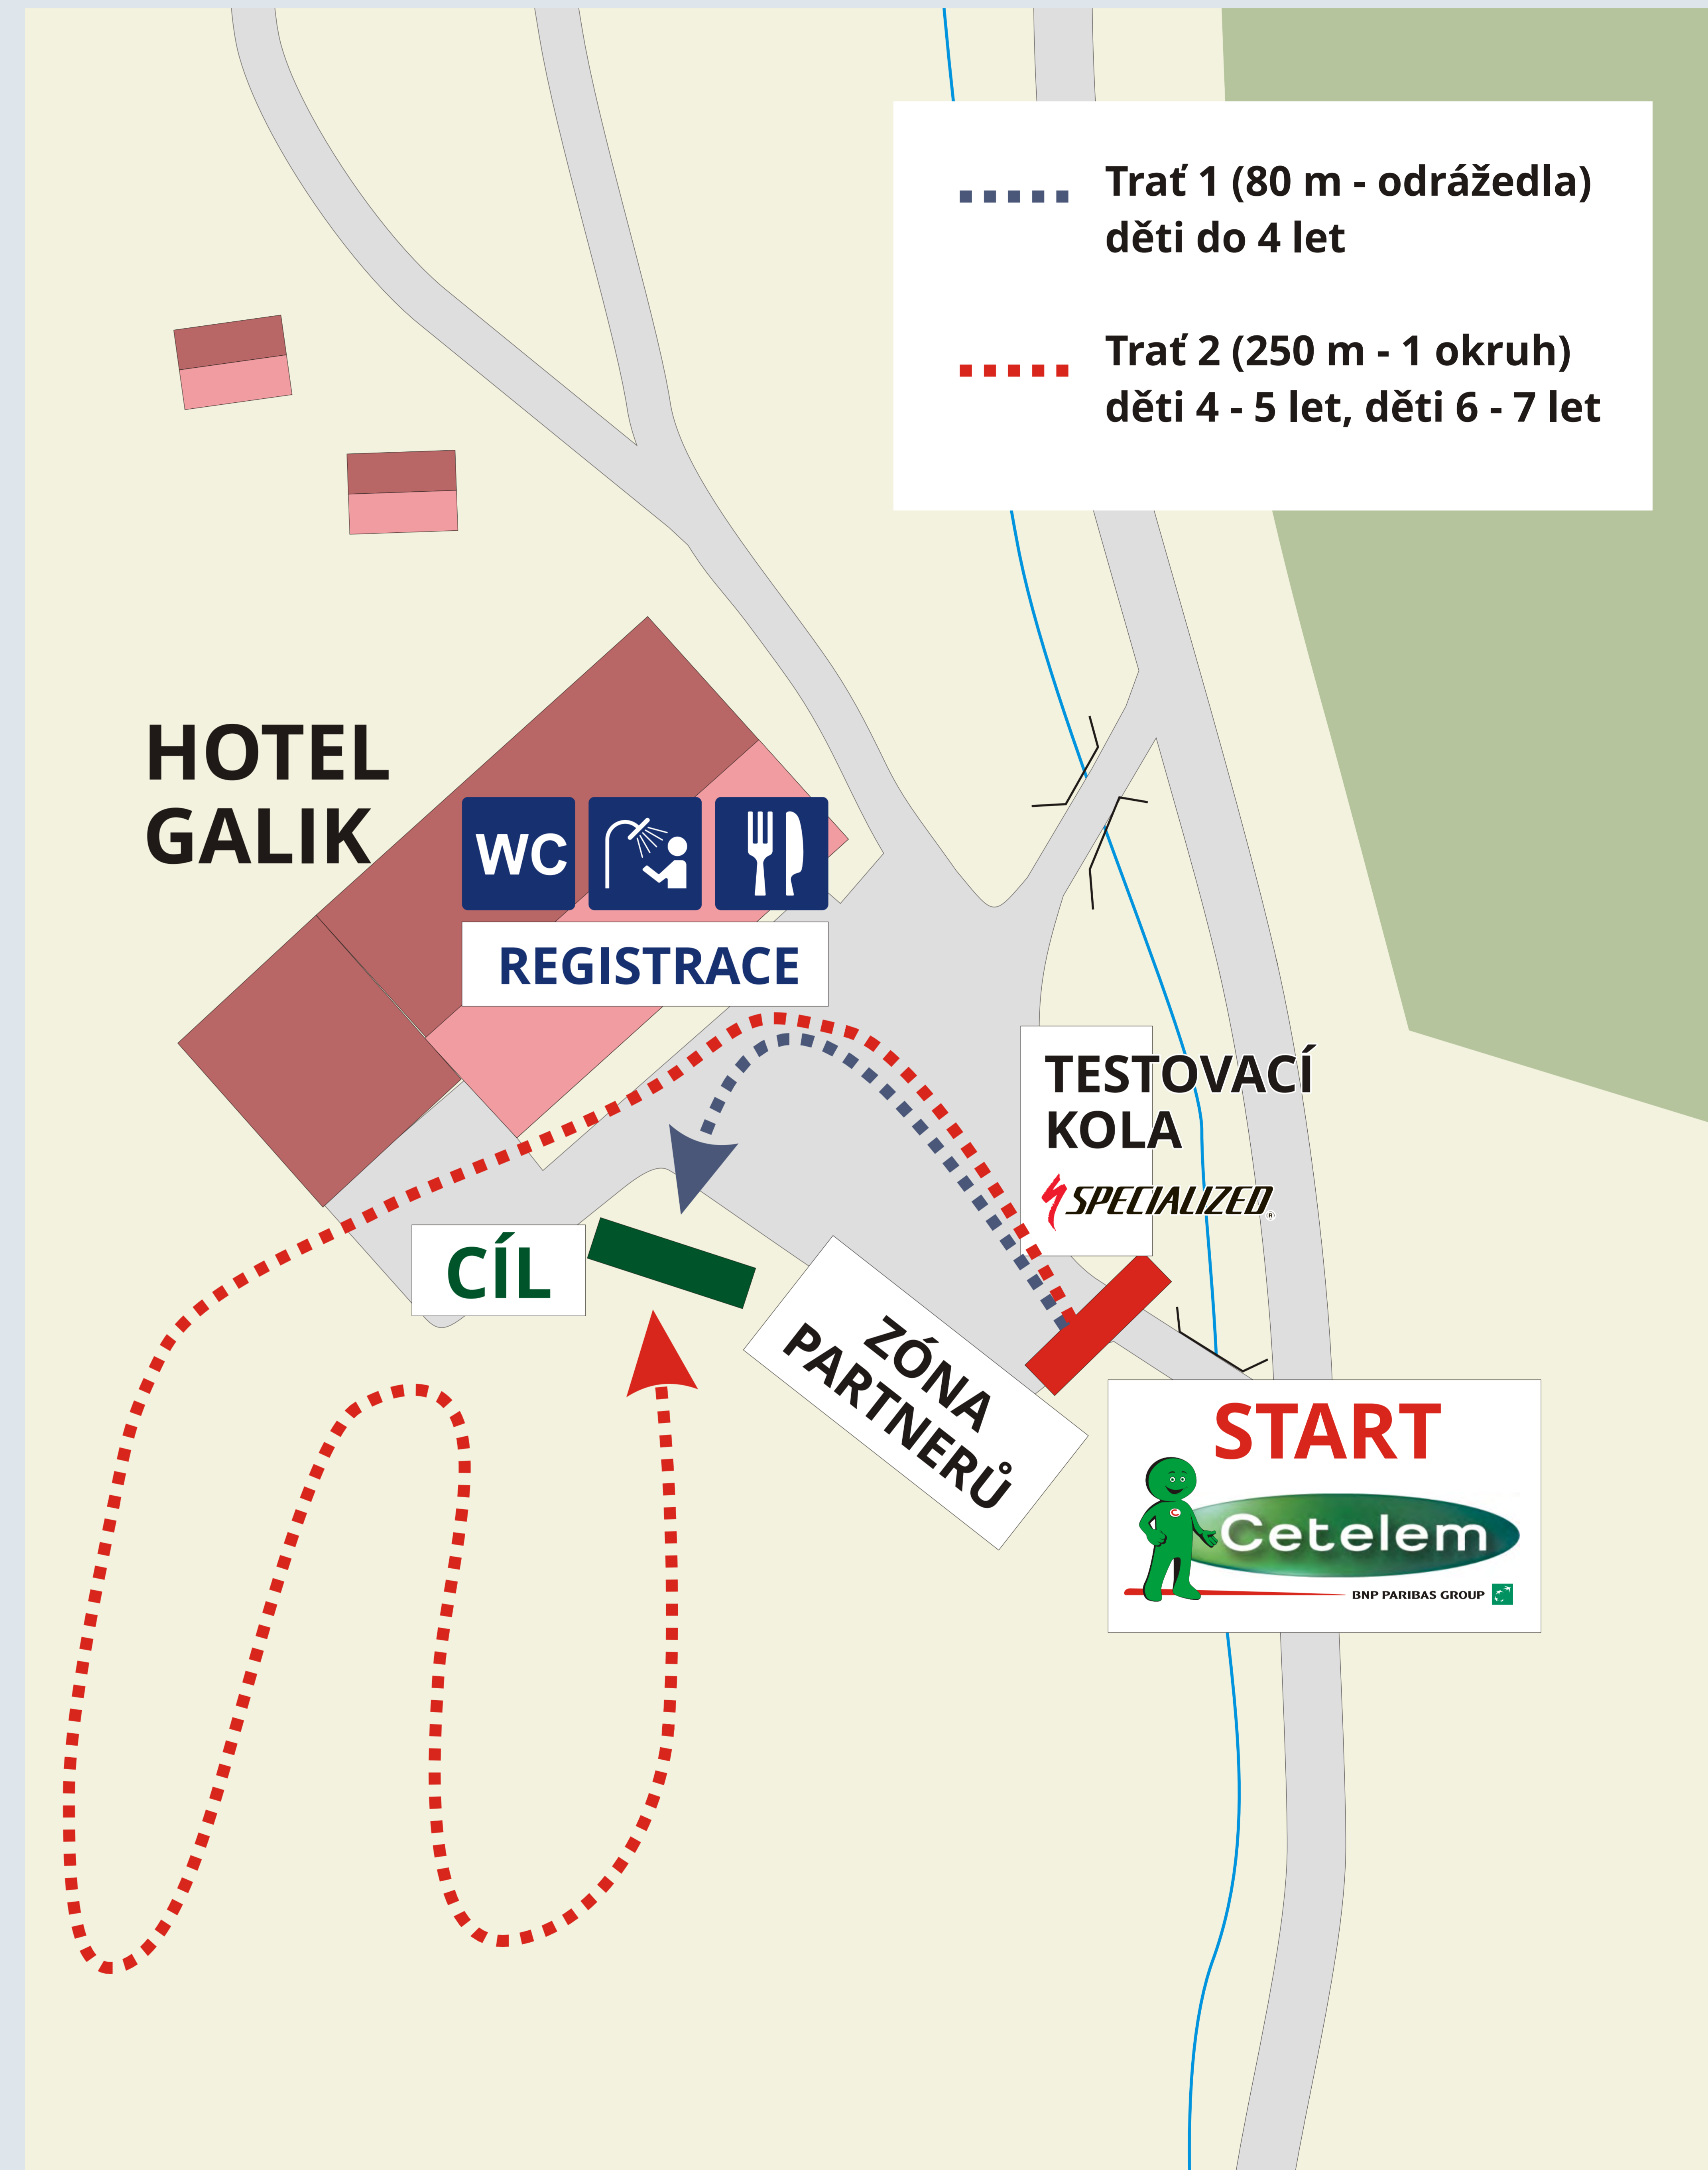 Trať 1 (80 m - odrážedla)
děti do 4 let
Trať 2 (250 m - 1 okruh)
děti 4 - 5 let, děti 6 - 7 let
HOTEL
GALIK
WC
REGISTRACE
TESTOVACÍ
KOLA
SPECIALIZED®
CÍL
ZÓNA
PARTNERŮ
START
C
Cetelem
BNP PARIBAS GROUP